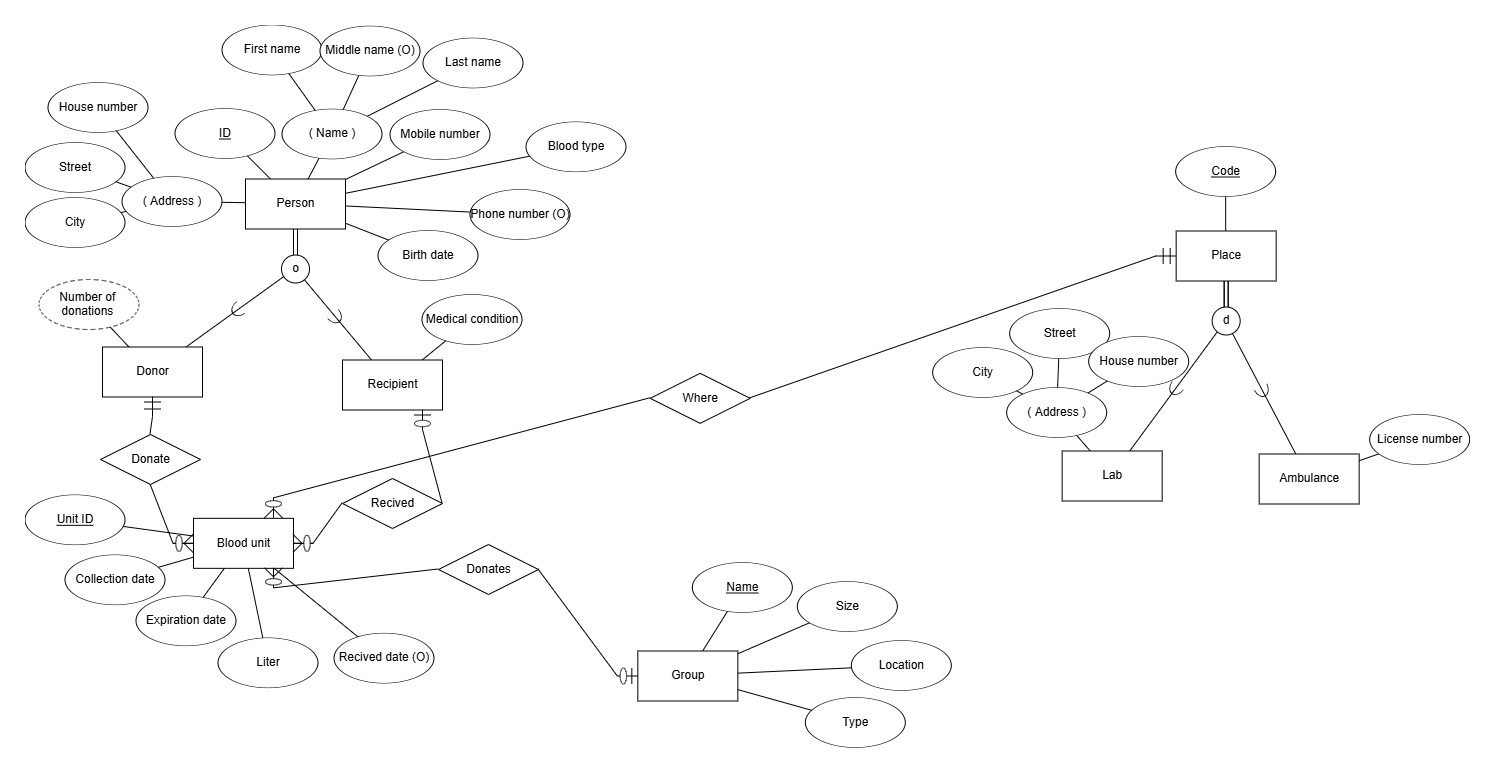 First name
Middle name (O)
Last name
House number
ID
( Name )
Mobile number
Blood type
Street
( Address )
Person
City
Phone number (O)
Birth date
o
Number of
donations
Medical condition
Donor
Recipient
Donate
Recived
Where
Unit ID
Blood unit
Collection date
Expiration date
Liter
Recived date (O)
Donates
Name
Size
Group
Location
Type
Code
Place
d
Street
House number
City
( Address )
Lab
License number
Ambulance